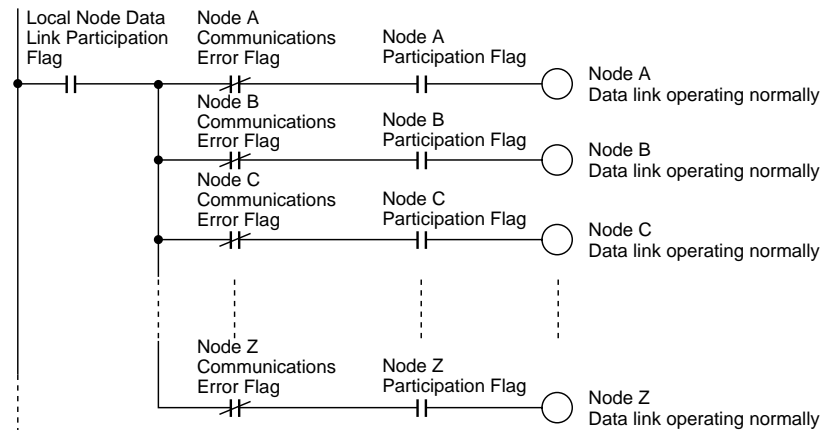 Local Node Data
Link Participation
Flag
Node A
Communications
Error Flag
Node A
Participation Flag
Node A
Data link operating normally
Node B
Communications
Error Flag
Node B
Participation Flag
Node B
Data link operating normally
Node C
Communications
Error Flag
Node C
Participation Flag
Node C
Data link operating normally
Node Z
Communications
Error Flag
Node Z
Participation Flag
Node Z
Data link operating normally